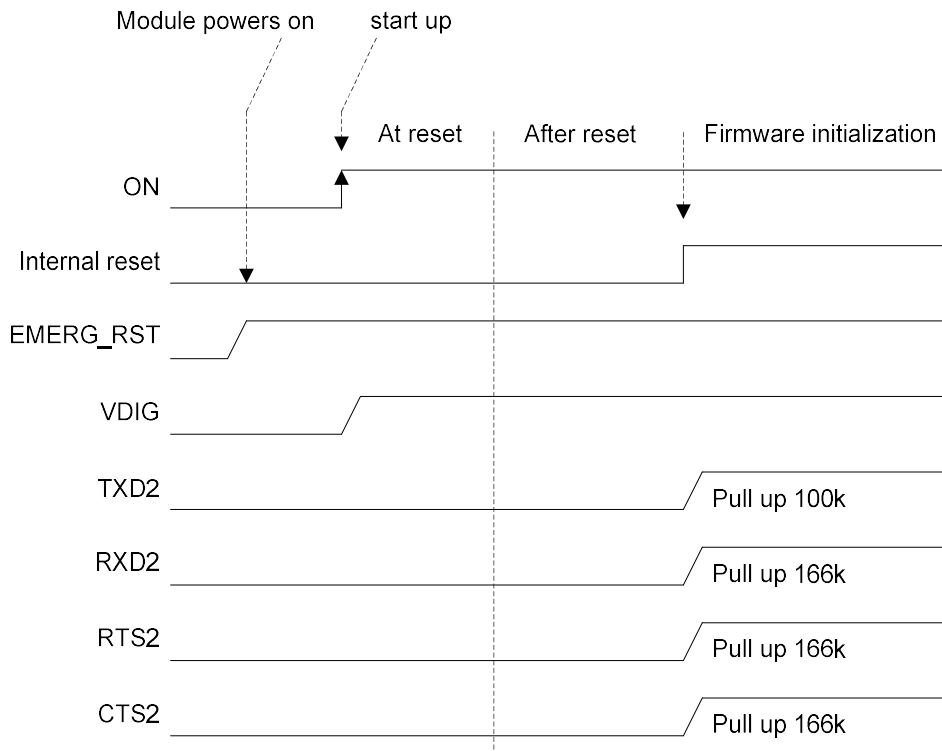 Module powers on
start up
At reset
After reset
Firmware initialization
ON
Internal reset
EMERG_RST
VDIG
TXD2
Pull up 100k
RXD2
Pull up 166k
RTS2
Pull up 166k
CTS2
Pull up 166k